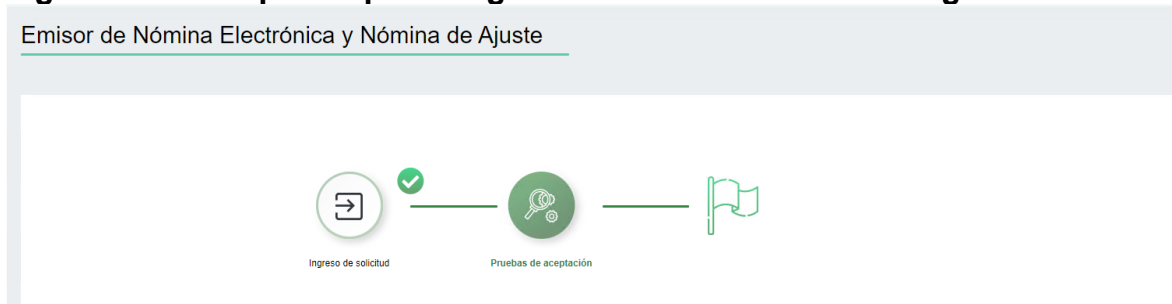 Emisor de Nómina Electrónica y Nómina de Ajuste
Ingreso de solicitud
Pruebas de aceptación